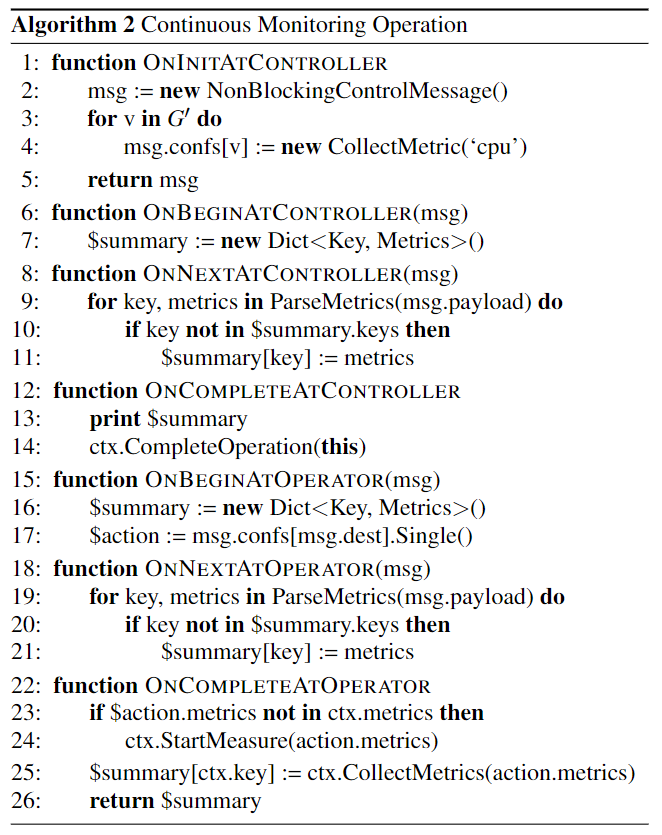 Algorithm 2 Continuous Monitoring Operation
1: function ONINITATCONTROLLER
2: msg := new NonBlockingControlMessage()
3: for v in G′ do
4: msg.confs[v] := new CollectMetric(‘cpu’)
5: return msg
6: function ONBEGINATCONTROLLER(msg)
7: $summary := new Dict<Key, Metrics>()
8: function ONNEXTATCONTROLLER(msg)
9: for key, metrics in ParseMetrics(msg.payload) do
10: if key not in $summary.keys then
11: $summary[key] := metrics
12: function ONCOMPLETEATCONTROLLER
13: print $summary
14: ctx.CompleteOperation(this)
15: function ONBEGINATOPERATOR(msg)
16: $summary := new Dict<Key, Metrics>()
17: $action := msg.confs[msg.dest].Single()
18: function ONNEXTATOPERATOR(msg)
19: for key, metrics in ParseMetrics(msg.payload) do
20: if key not in $summary.keys then
21: $summary[key] := metrics
22: function ONCOMPLETEATOPERATOR
23: if $action.metrics not in ctx.metrics then
24: ctx.StartMeasure(action.metrics)
25: $summary[ctx.key] := ctx.CollectMetrics(action.metrics)
26: return $summary